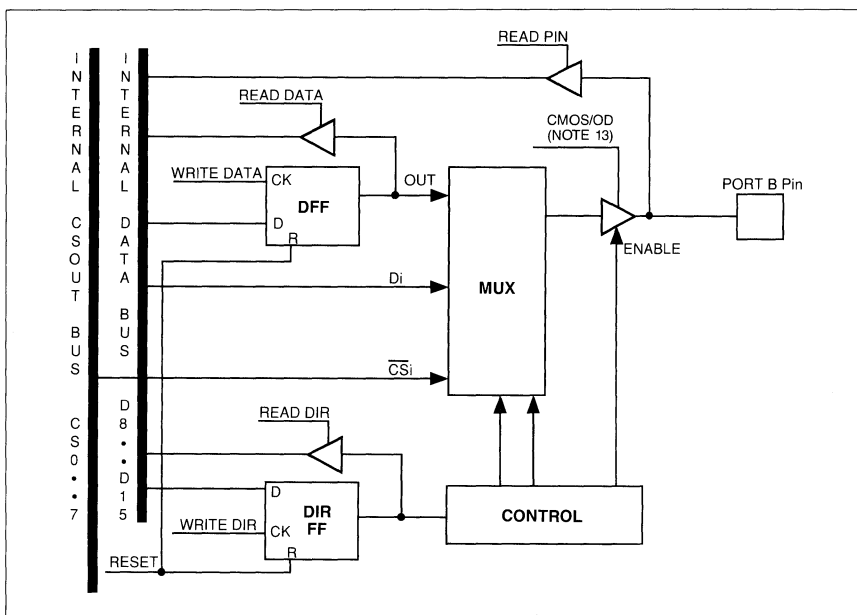 INTERNAL CSOUT BUS CS0••7
INTERNAL DATA BUS D8••D15
READ PIN
READ DATA
CMOS/OD
(NOTE 13)
WRITE DATA
CK
OUT
PORT B Pin
DFF
D
R
ENABLE
Di
MUX
CSi
READ DIR
D
DIR
FF
CONTROL
WRITE DIR
CK
R
RESET